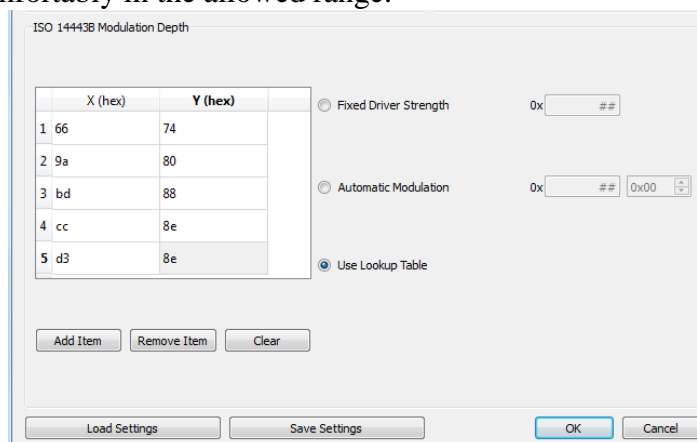 ISO 14443B Modulation Depth
X (hex) Y (hex)
1 66 74
2 9a 80
3 bd 88
4 cc 8e
5 d3 8e
Fixed Driver Strength 0x ##
Automatic Modulation 0x ## 0x00
Use Lookup Table
Add Item Remove Item Clear
Load Settings Save Settings OK Cancel